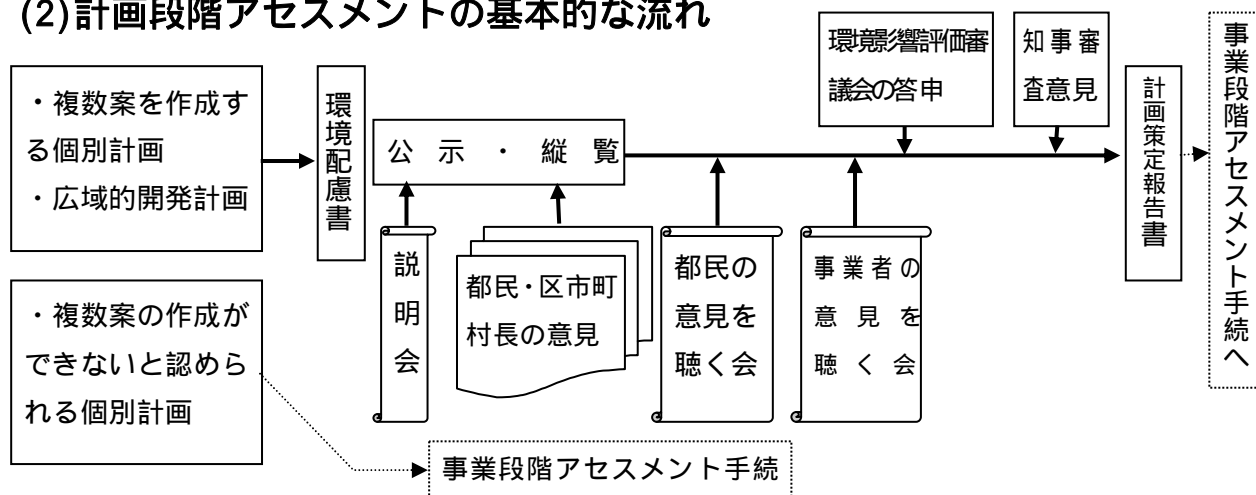 (2)計画段階アセスメントの基本的な流れ
・複数案を作成す
る個別計画
・広域的開発計画
環境配慮書
公示・縦覧
環境影響評価審
議会の答申
知事審
査意見
計画策定報告書
事業段階アセスメント手続へ
説明会
都民・区市町
村長の意見
都民の
意見を
聴く会
事業者の
意見を
聴く会
・複数案の作成が
できないと認めら
れる個別計画
事業段階アセスメント手続